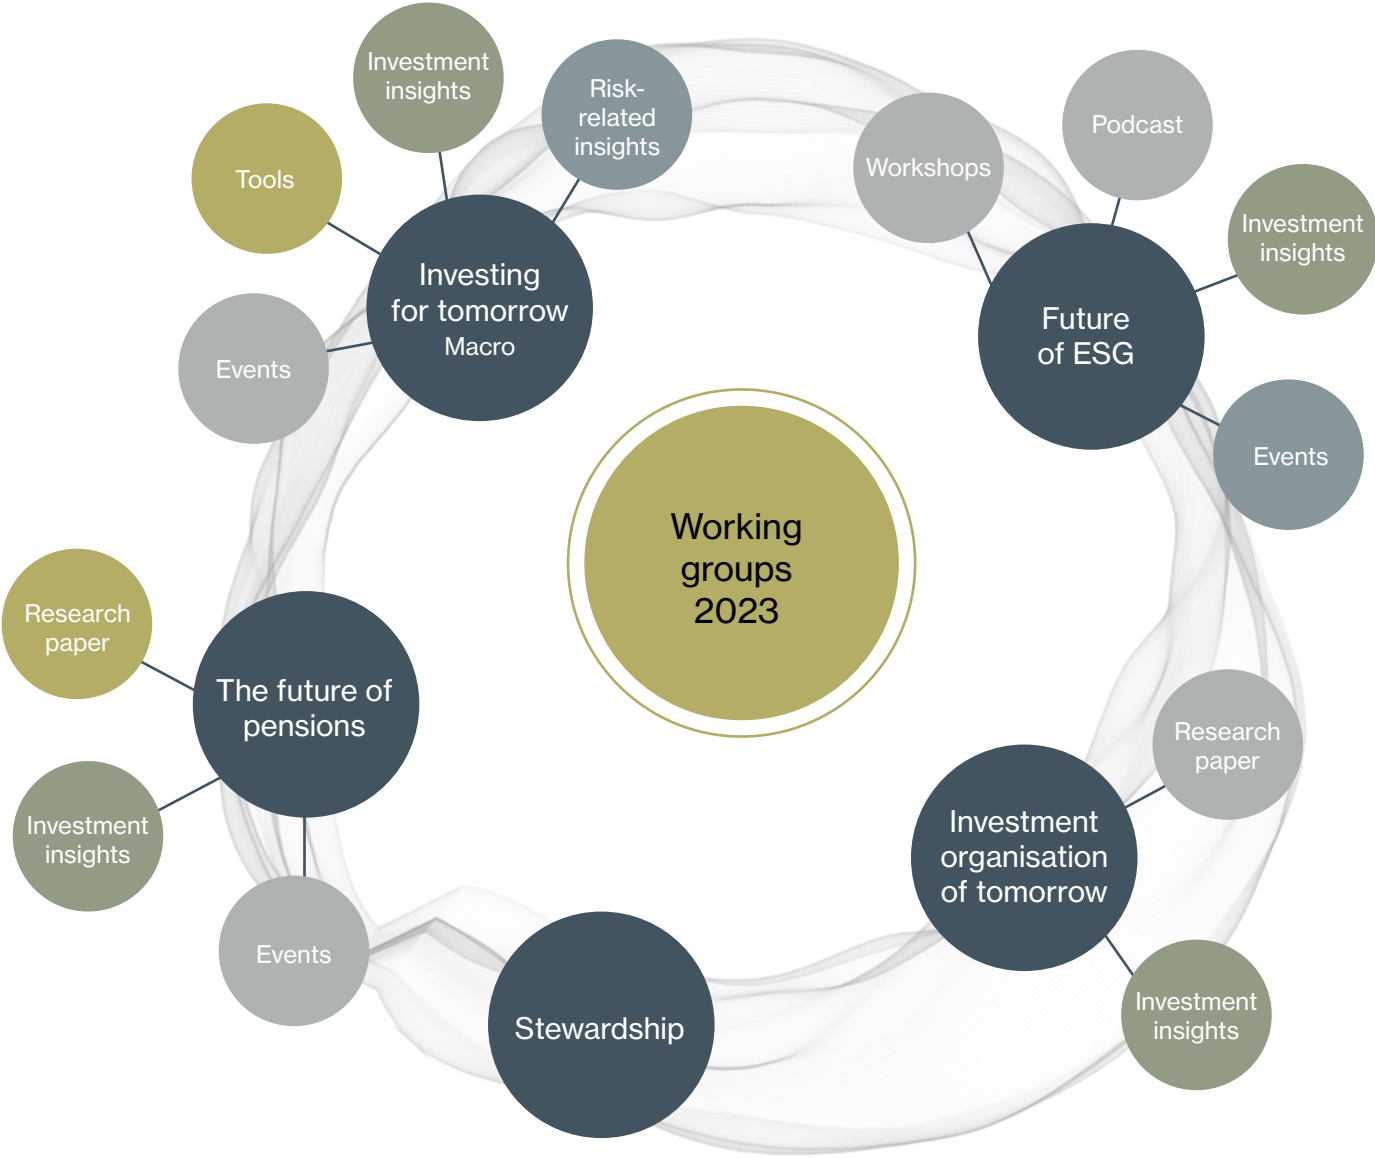 Investment
insights
Risk-
related
insights
Tools
Investing
for tomorrow
Macro
Events
Workshops
Podcast
Investment
insights
Future
of ESG
Events
Working
groups
2023
Research
paper
The future of
pensions
Investment
insights
Events
Research
paper
Investment
organisation
of tomorrow
Investment
insights
Stewardship